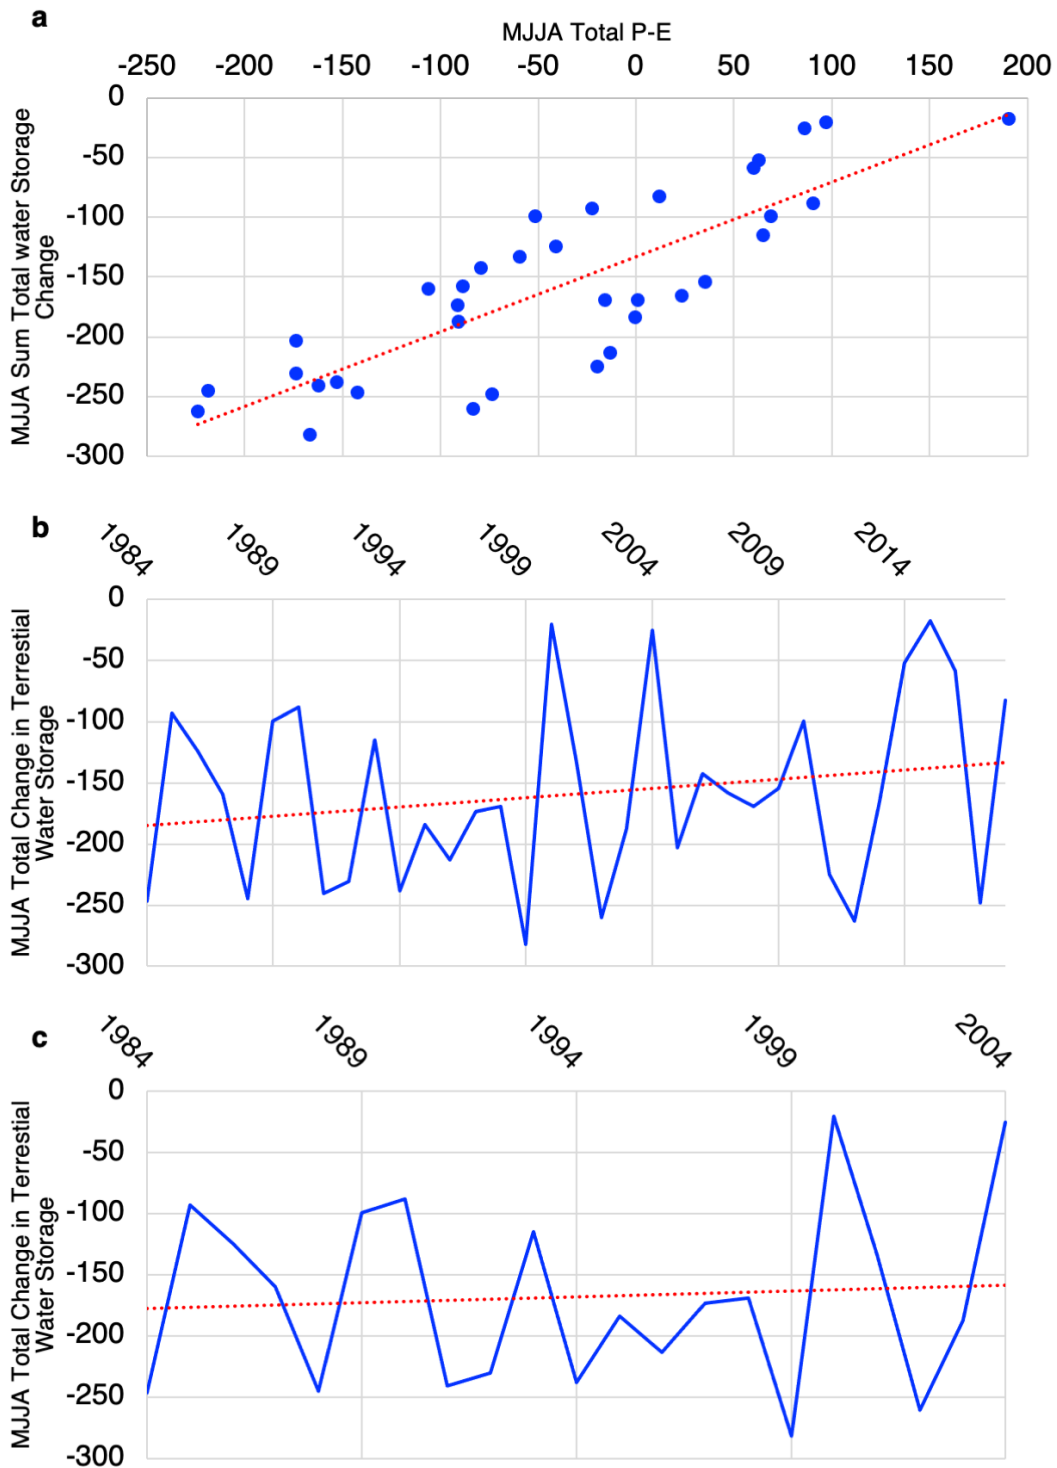 a
MJJA Total P-E
-250 -200 -150 -100 -50 0 50 100 150 200
MJJA Sum Total water Storage
Change
0
-50
-100
-150
-200
-250
-300
b
1984 1989 1994 1999 2004 2009 2014
MJJA Total Change in Terrestial
Water Storage
0
-50
-100
-150
-200
-250
-300
c
1984 1989 1994 1999 2004
MJJA Total Change in Terrestial
Water Storage
0
-50
-100
-150
-200
-250
-300